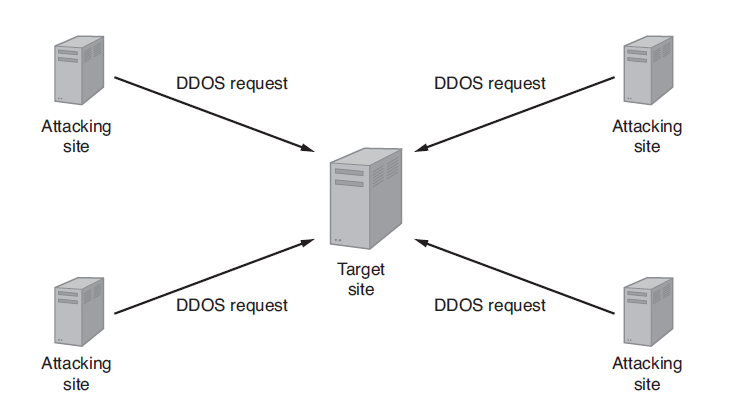 DDOS request
DDOS request
Attacking
site
Attacking
site
Target
site
DDOS request
DDOS request
Attacking
site
Attacking
site